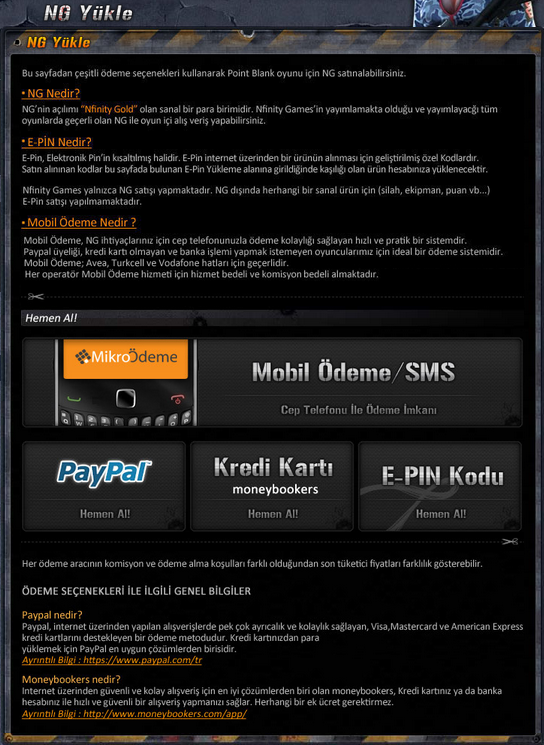 NG Yükle
NG Yükle
Bu sayfadan çeşitli ödeme seçenekleri kullanarak Point Blank oyunu için NG satınalabilirsiniz.
• NG Nedir?
NG'nin açılımı "Nfinity Gold" olan sanal bir para birimidir. Nfinity Games'in yayımlamakta olduğu ve yayımlayacağı tüm
oyunlarda geçerli olan NG ile oyun içi alış veriş yapabilirsiniz.
• E-PİN Nedir?
E-Pin, Elektronik Pin'in kısaltılmış halidir. E-Pin internet üzerinden bir ürünün alınması için geliştirilmiş özel Kodlardır.
Satın alınınan kodlar bu sayfada bulunan E-Pin Yükleme alanına girildiğinde kaşılığı olan ürün hesabınıza yüklenecektir.
Nfinity Games yalnızca NG satışı yapmaktadır. NG dışında herhangi bir sanal ürün için (silah, ekipman, puan vb...)
E-Pin satışı yapılmamaktadır.
• Mobil Ödeme Nedir ?
Mobil Ödeme, NG ihtiyaçlarınız için cep telefonunuzla ödeme kolaylığı sağlayan hızlı ve pratik bir sistemdir.
Paypal üyeliği, kredi kartı olmayan ve banka işlemi yapmak istemeyen oyuncularımız için ideal bir ödeme sistemidir.
Mobil Ödeme; Avea, Turkcell ve Vodafone hatları için geçerlidir.
Her operatör Mobil Ödeme hizmeti için hizmet bedeli ve komisyon bedeli almaktadır.
Hemen Al!
MikroÖdeme
Mobil Ödeme/SMS
Cep Telefonu İle Ödeme İmkanı
PayPal
Hemen Al!
Kredi Kartı
moneybookers
Hemen Al!
E-PIN Kodu
Hemen Al!
Her ödeme aracının komisyon ve ödeme alma koşulları farklı olduğundan son tüketici fiyatları farklılık gösterebilir.
ÖDEME SEÇENEKLERİ İLE İLGİLİ GENEL BİLGİLER
Paypal nedir?
Paypal, internet üzerinden yapılan alışverişlerde pek çok ayrıcalık ve kolaylık sağlayan, Visa,Mastercard ve American Express
kredi kartlarını destekleyen bir ödeme metodudur. Kredi kartınızdan para
yüklemek için PayPal en uygun çözümlerden birisidir.
Ayrıntılı Bilgi : https://www.paypal.com/tr
Moneybookers nedir?
Internet üzerinden güvenli ve kolay alışveriş için en iyi çözümlerden biri olan moneybookers, Kredi kartınız ya da banka
hesabınız ile hızlı ve güvenli bir alışveriş yapmanızı sağlar. Herhangi bir ek ücret gerektirmez.
Ayrıntılı Bilgi : http://www.moneybookers.com/app/